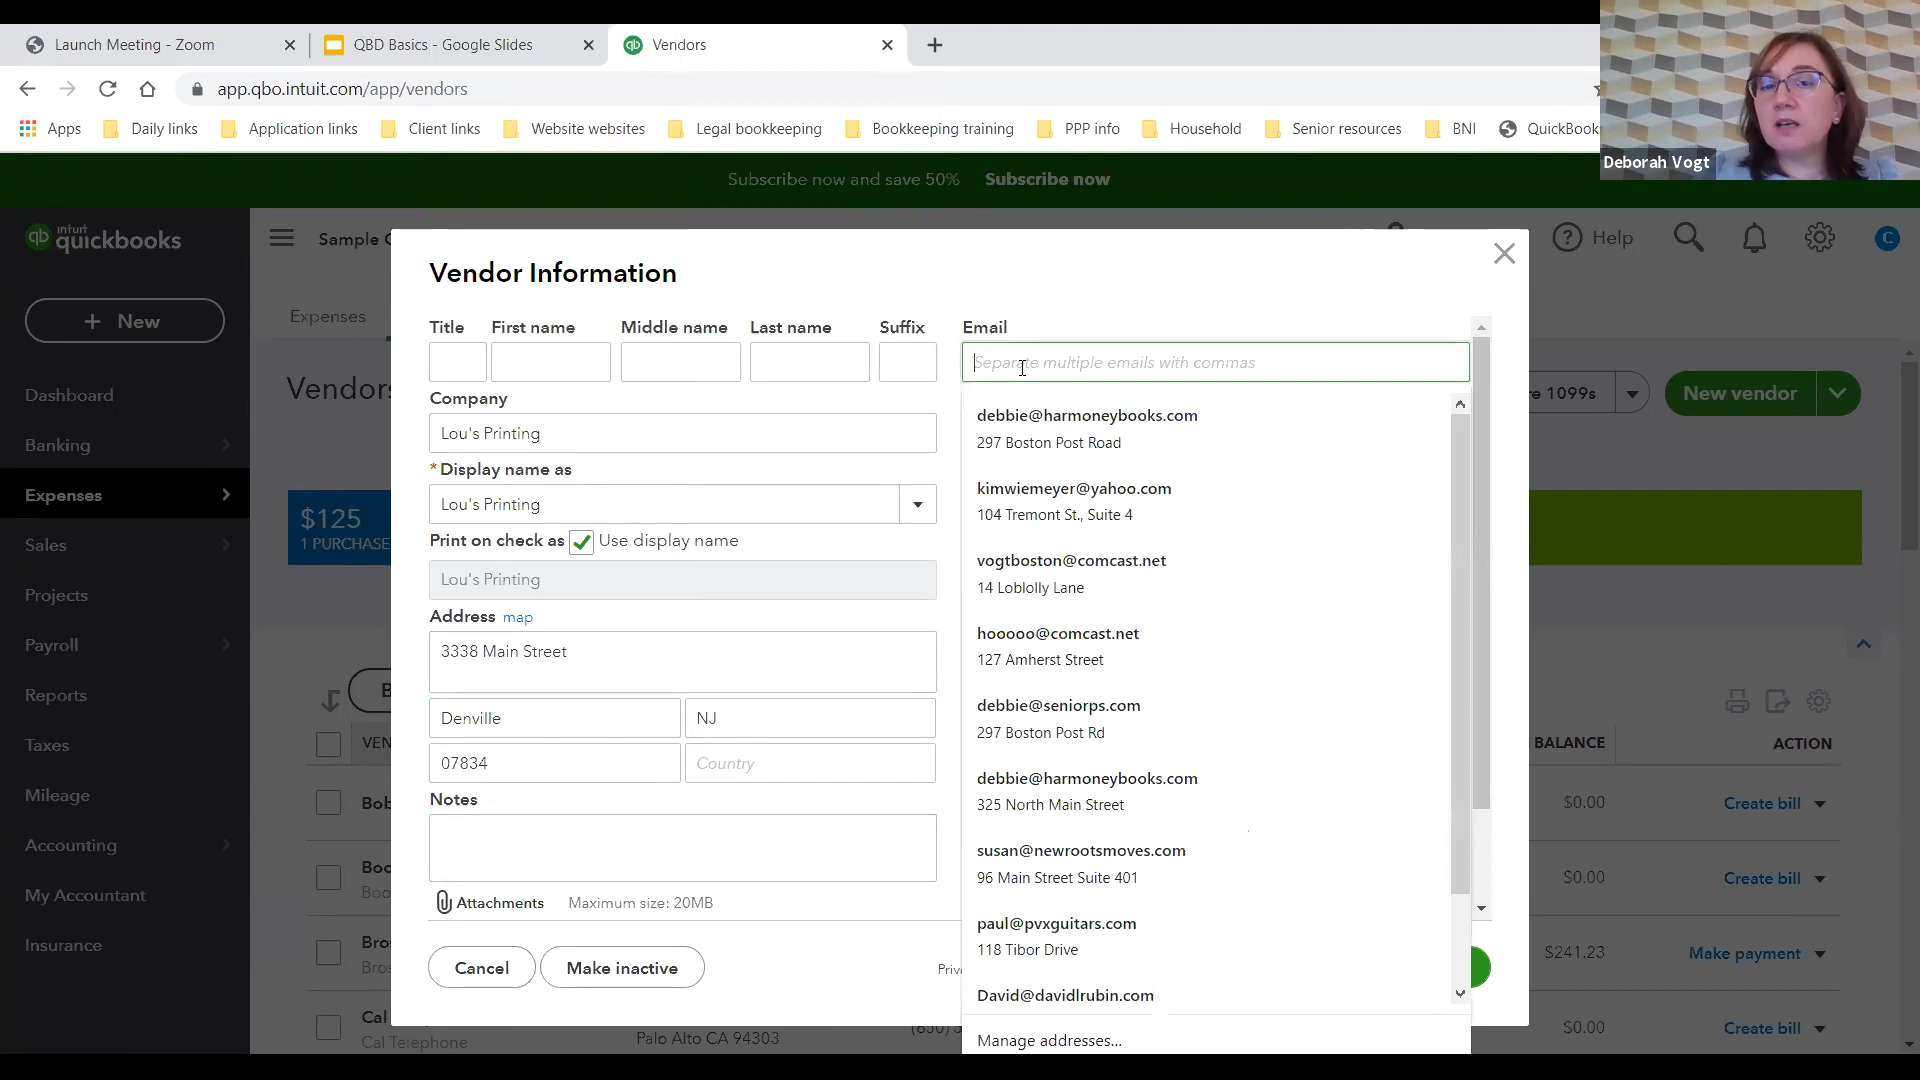 Launch Meeting - Zoom
QBD Basics - Google Slides
qb Vendors
app.qbo.intuit.com/app/vendors
Apps
Daily links
Application links
Client links
Website websites
Legal bookkeeping
Bookkeeping training
PPP info
Household
Senior resources
BNI
Deborah Vogt
Subscribe now and save 50% Subscribe now
qb intuit quickbooks
Sample
Help
C
+ New
Expenses
Vendors
1099s
New vendor
Dashboard
Banking
Expenses
Sales
Projects
Payroll
Reports
Taxes
Mileage
Accounting
My Accountant
Insurance
$125
1 PURCHASE
Vendor Information
Title First name Middle name Last name Suffix
Company
Lou's Printing
*Display name as
Lou's Printing
Print on check as Use display name
Lou's Printing
Address map
3338 Main Street
Denville NJ
07834 Country
Notes
Attachments Maximum size: 20MB
Cancel Make inactive
Email
Separate multiple emails with commas
debbie@harmoneybooks.com
297 Boston Post Road
kimwiemeyer@yahoo.com
104 Tremont St., Suite 4
vogtboston@comcast.net
14 Loblolly Lane
hooooo@comcast.net
127 Amherst Street
debbie@seniorps.com
297 Boston Post Rd
debbie@harmoneybooks.com
325 North Main Street
susan@newrootsmoves.com
96 Main Street Suite 401
paul@pvxguitars.com
118 Tibor Drive
David@davidlrubin.com
Manage addresses...
BALANCE ACTION
$0.00 Create bill
$0.00 Create bill
$241.23 Make payment
Cal
Cal Telephone
Palo Alto CA 94303
$0.00 Create bill